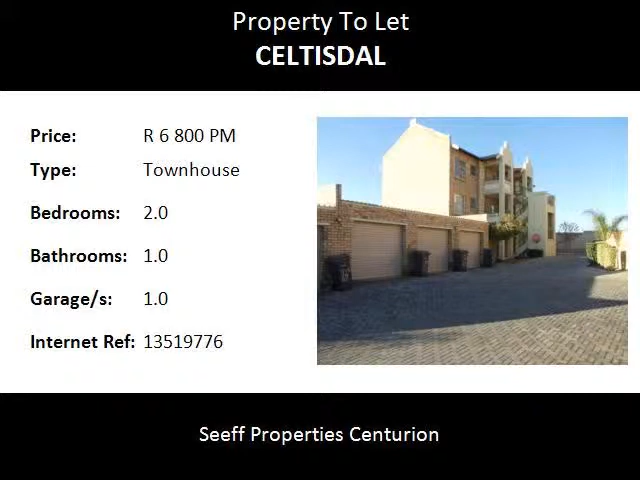 Property To Let
CELTISDAL
Price: R 6 800 PM
Type: Townhouse
Bedrooms: 2.0
Bathrooms: 1.0
Garage/s: 1.0
Internet Ref: 13519776
Seeff Properties Centurion